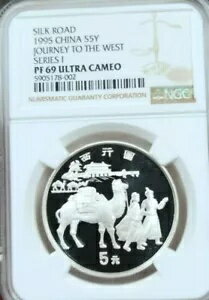 SILK ROAD
1995 CHINA S5Y
JOURNEY TO THE WEST
SERIES I
PF 69 ULTRA CAMEO
5905178-002
NUMISMATIC GUARANTY CORPORATION
NGC
5元